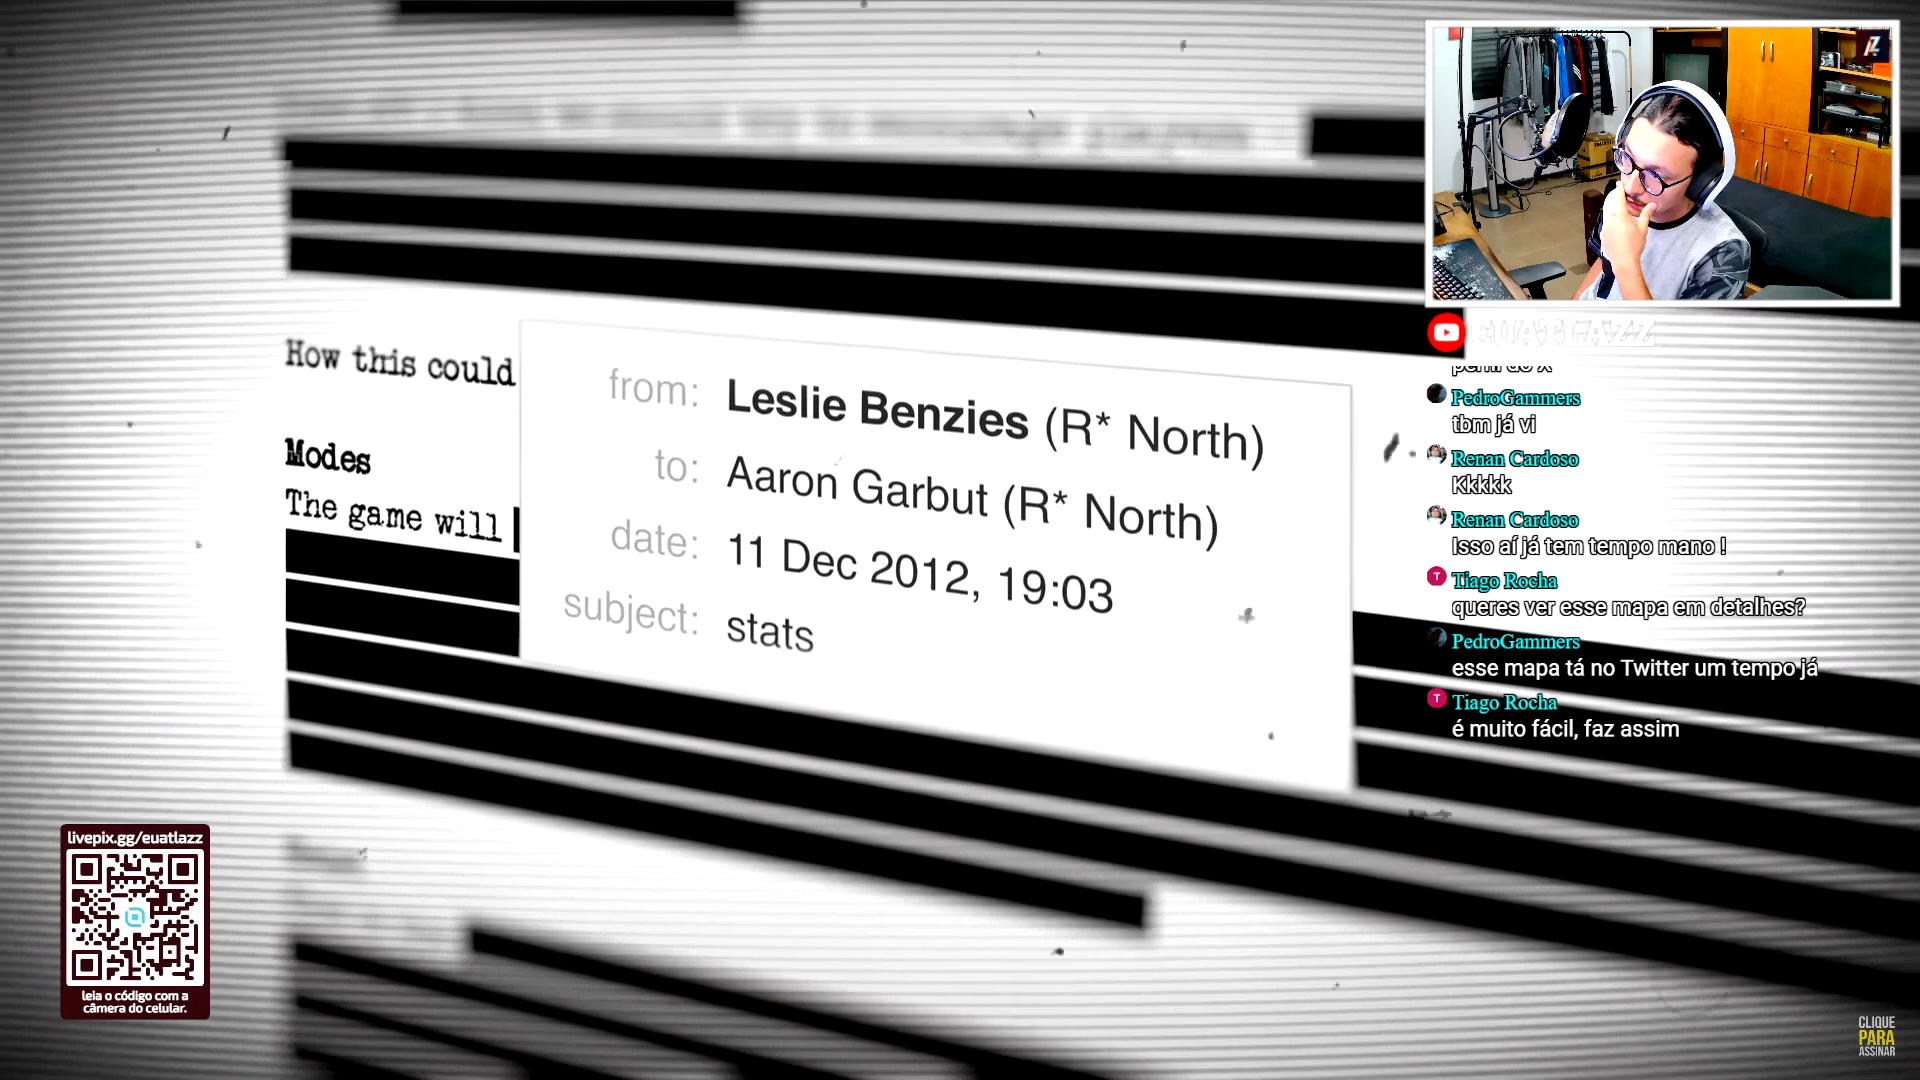 How this could
Modes
The game will
from: Leslie Benzies (R* North)
to: Aaron Garbut (R* North)
date: 11 Dec 2012, 19:03
subject: stats
PedroGammers
tbm já vi
Renan Cardoso
Kkkkk
Renan Cardoso
Isso aí já tem tempo mano !
T
Tiago Rocha
queres ver esse mapa em detalhes?
PedroGammers
esse mapa tá no Twitter um tempo já
T
Tiago Rocha
é muito fácil, faz assim
livepix.gg/euatlazz
leia o código com a
câmera do celular.
CLIQUE
PARA
ASSINAR